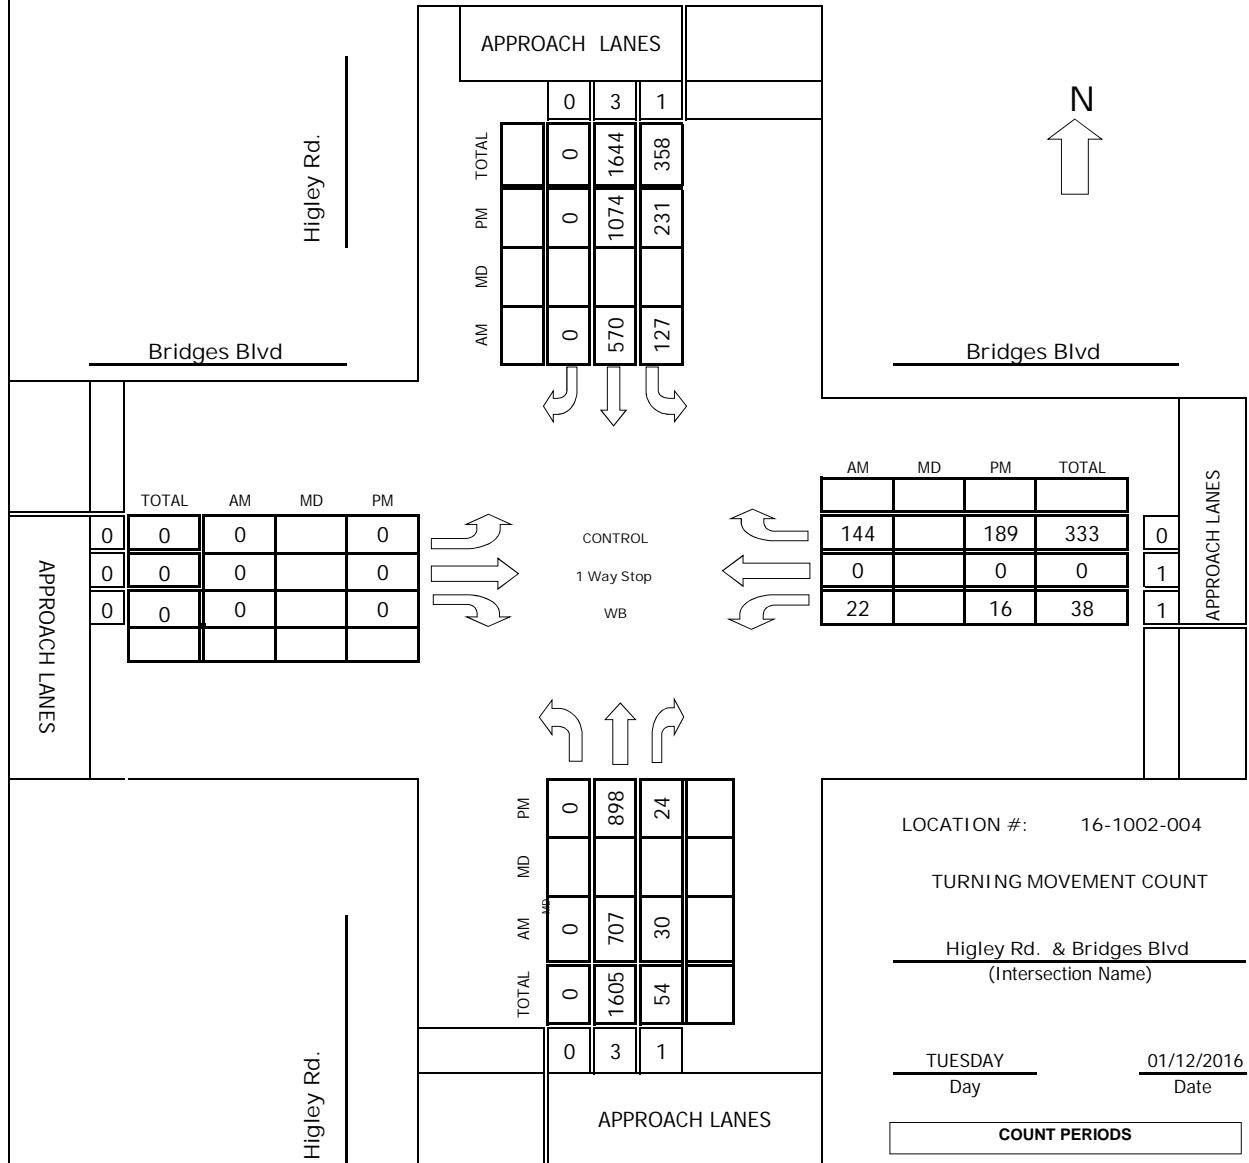 APPROACH LANES
0 3 1
N
Higley Rd.
TOTAL 0 1644 358
PM 0 1074 231
MD
AM 0 570 127
Bridges Blvd
Bridges Blvd
AM MD PM TOTAL
144 189 333 0
0 0 0 1
22 16 38 1
APPROACH LANES
TOTAL AM MD PM
0 0 0 0
0 0 0 0
0 0 0 0
APPROACH LANES
CONTROL
1 Way Stop
WB
PM 0 898 24
MD
MD
AM 0 707 30
TOTAL 0 1605 54
0 3 1
APPROACH LANES
Higley Rd.
LOCATION #: 16-1002-004
TURNING MOVEMENT COUNT
Higley Rd. & Bridges Blvd
(Intersection Name)
TUESDAY 01/12/2016
Day Date
COUNT PERIODS